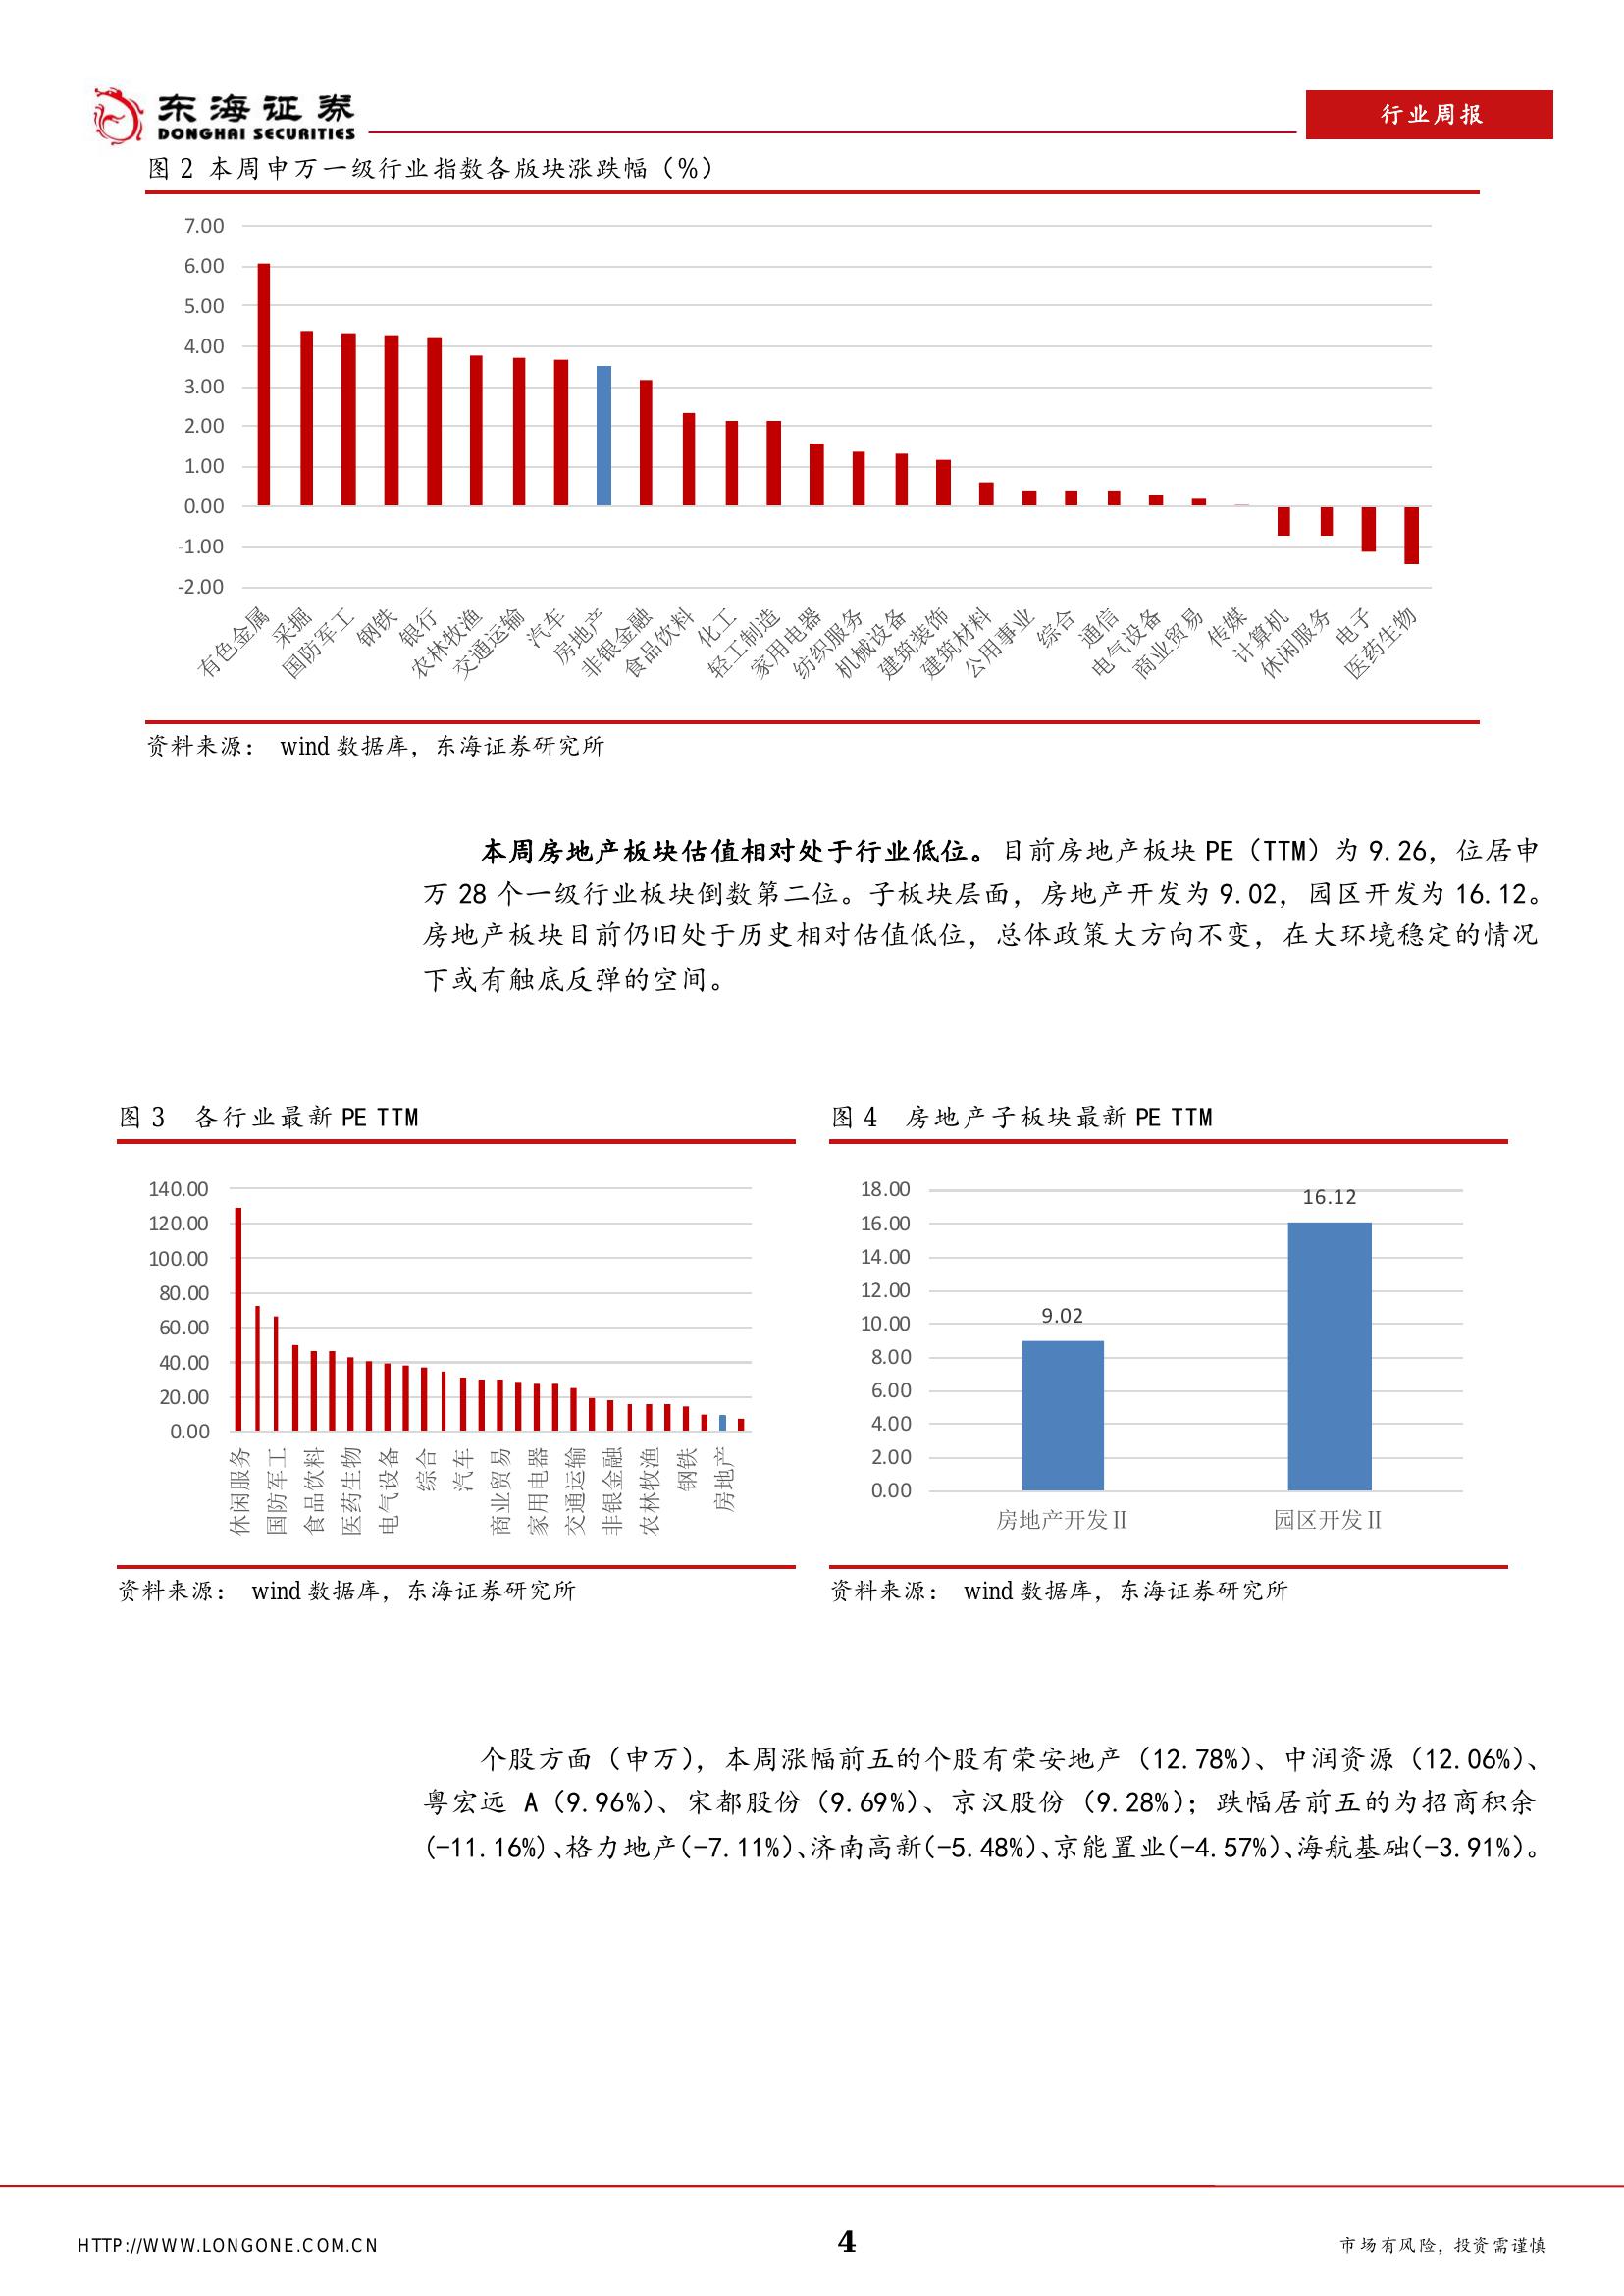 东海证券
DONGHAI SECURITIES
行业周报
图 2 本周申万一级行业指数各版块涨跌幅（%）
7.00
6.00
5.00
4.00
3.00
2.00
1.00
0.00
-1.00
-2.00
有色金属
采掘
国防军工
钢铁
银行
农林牧渔
交通运输
汽车
房地产
非银金融
食品饮料
化工
轻工制造
家用电器
纺织服务
机械设备
建筑装饰
建筑材料
公用事业
综合
通信
电气设备
商业贸易
传媒
计算机
休闲服务
电子
医药生物
资料来源： wind 数据库，东海证券研究所
本周房地产板块估值相对处于行业低位。目前房地产板块 PE（TTM）为 9.26，位居申
万 28 个一级行业板块倒数第二位。子板块层面，房地产开发为 9.02，园区开发为 16.12。
房地产板块目前仍旧处于历史相对估值低位，总体政策大方向不变，在大环境稳定的情况
下或有触底反弹的空间。
图 3 各行业最新 PE TTM
140.00
120.00
100.00
80.00
60.00
40.00
20.00
0.00
休闲服务
国防军工
食品饮料
医药生物
电气设备
综合
汽车
商业贸易
家用电器
交通运输
非银金融
农林牧渔
钢铁
房地产
资料来源： wind 数据库，东海证券研究所
图 4 房地产子板块最新 PE TTM
18.00
16.00
14.00
12.00
10.00
8.00
6.00
4.00
2.00
0.00
9.02
16.12
房地产开发Ⅱ
园区开发Ⅱ
资料来源： wind 数据库，东海证券研究所
个股方面（申万），本周涨幅前五的个股有荣安地产（12.78%）、中润资源（12.06%）、
粤宏远 A（9.96%）、宋都股份（9.69%）、京汉股份（9.28%）；跌幅居前五的为招商积余
(-11.16%)、格力地产(-7.11%)、济南高新(-5.48%)、京能置业(-4.57%)、海航基础(-3.91%)。
HTTP://WWW.LONGONE.COM.CN
4
市场有风险，投资需谨慎